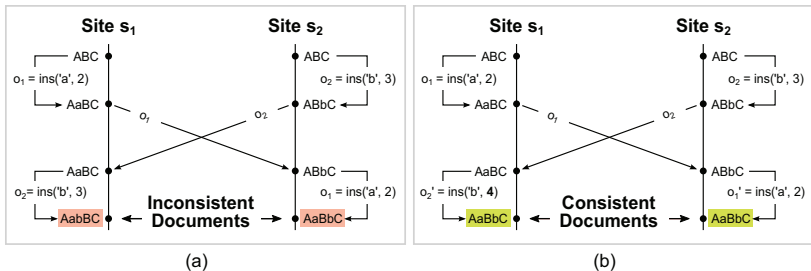 Site s1
Site s2
ABC
ABC
o1 = ins('a', 2)
o2 = ins('b', 3)
AaBC
ABbC
o1
o2
AaBC
ABbC
o2= ins('b', 3)
o1 = ins('a', 2)
Inconsistent
Documents
AabBC
AaBbC
(a)
Site s1
Site s2
ABC
ABC
o1 = ins('a', 2)
o2 = ins('b', 3)
AaBC
ABbC
o1
o2
AaBC
ABbC
o2' = ins('b', 4)
o1' = ins('a', 2)
Consistent
Documents
AaBbC
AaBbC
(b)